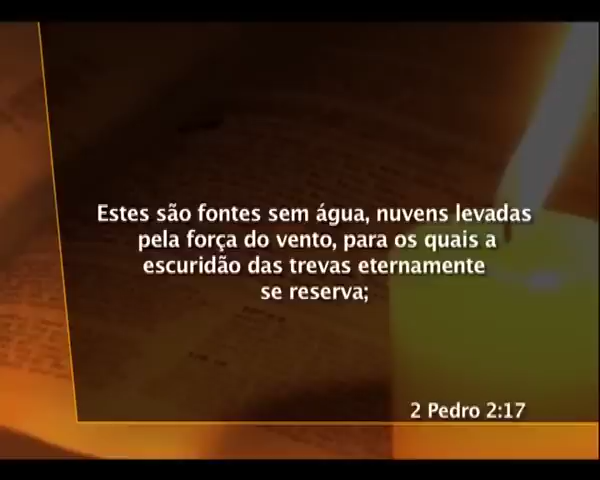 Estes são fontes sem água, nuvens levadas
pela força do vento, para os quais a
escuridão das trevas eternamente
se reserva;
2 Pedro 2:17